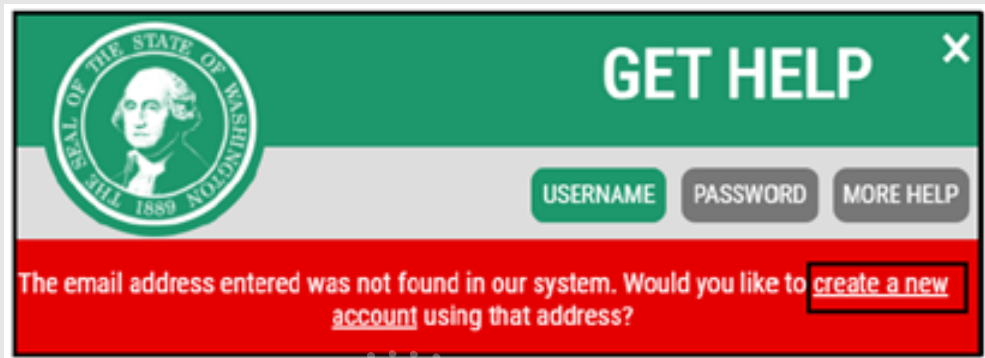 THE SEAL OF THE STATE OF WASHINGTON
1889
GET HELP
×
USERNAME PASSWORD MORE HELP
The email address entered was not found in our system. Would you like to create a new
account using that address?